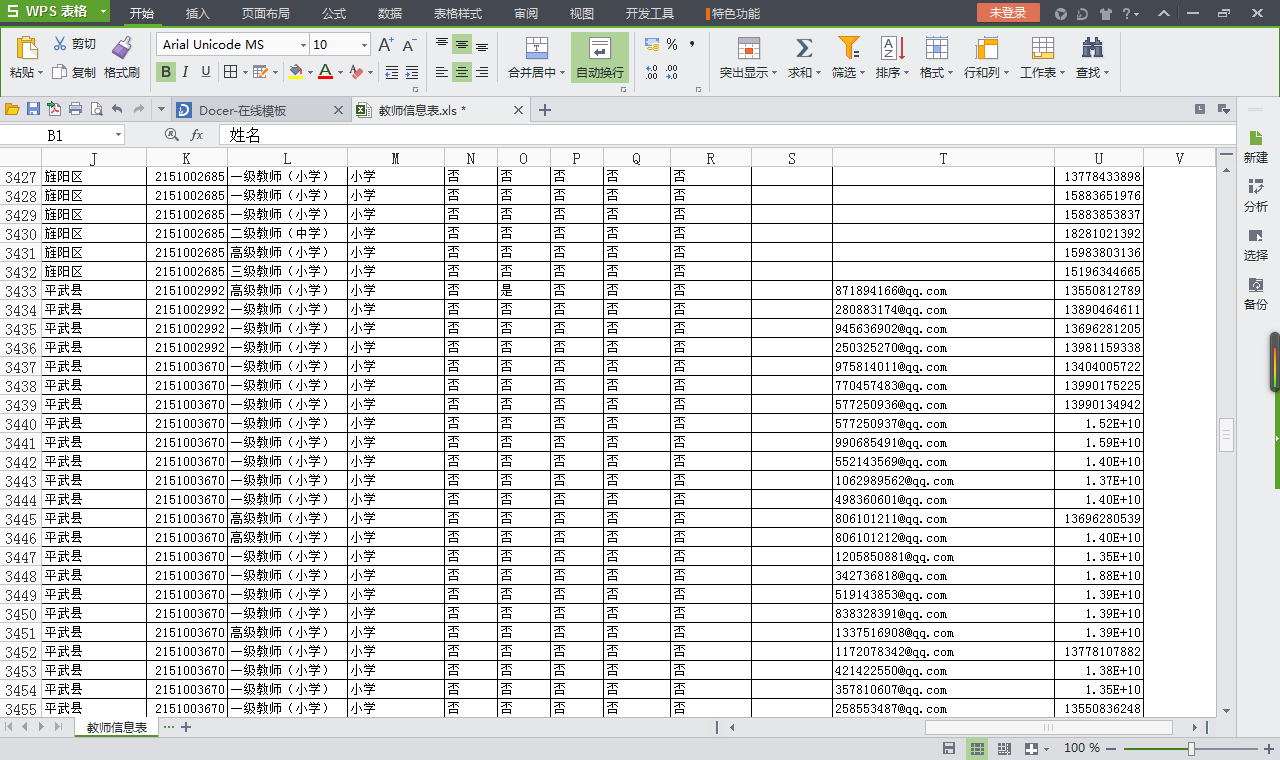 S WPS 表格 开始 插入 页面布局 公式 数据 表格样式 审阅 视图 开发工具 特色功能 未登录
粘贴 剪切 复制 格式刷 Arial Unicode MS 10 A+ A- B I U A 合并居中 自动换行 % , .00 突出显示 求和 筛选 排序 格式 行和列 工作表 查找
Docer-在线模板 教师信息表.xls *
B1 fx 姓名
J K L M N O P Q R S T U V
3427 旌阳区 2151002685 一级教师（小学） 小学 否 否 否 否 否 13778433898
3428 旌阳区 2151002685 一级教师（小学） 小学 否 否 否 否 否 15883651976
3429 旌阳区 2151002685 一级教师（小学） 小学 否 否 否 否 否 15883853837
3430 旌阳区 2151002685 二级教师（中学） 小学 否 否 否 否 否 18281021392
3431 旌阳区 2151002685 高级教师（小学） 小学 否 否 否 否 否 15983803136
3432 旌阳区 2151002685 三级教师（小学） 小学 否 否 否 否 否 15196344665
3433 平武县 2151002992 高级教师（小学） 小学 否 是 否 否 否 871894166@qq.com 13550812789
3434 平武县 2151002992 一级教师（小学） 小学 否 否 否 否 否 280883174@qq.com 13890464611
3435 平武县 2151002992 一级教师（小学） 小学 否 否 否 否 否 945636902@qq.com 13696281205
3436 平武县 2151002992 一级教师（小学） 小学 否 否 否 否 否 250325270@qq.com 13981159338
3437 平武县 2151003670 一级教师（小学） 小学 否 否 否 否 否 975814011@qq.com 13404005722
3438 平武县 2151003670 一级教师（小学） 小学 否 否 否 否 否 770457483@qq.com 13990175225
3439 平武县 2151003670 一级教师（小学） 小学 否 否 否 否 否 577250936@qq.com 13990134942
3440 平武县 2151003670 一级教师（小学） 小学 否 否 否 否 否 577250937@qq.com 1.52E+10
3441 平武县 2151003670 一级教师（小学） 小学 否 否 否 否 否 990685491@qq.com 1.59E+10
3442 平武县 2151003670 一级教师（小学） 小学 否 否 否 否 否 552143569@qq.com 1.40E+10
3443 平武县 2151003670 一级教师（小学） 小学 否 否 否 否 否 1062989562@qq.com 1.37E+10
3444 平武县 2151003670 一级教师（小学） 小学 否 否 否 否 否 498360601@qq.com 1.40E+10
3445 平武县 2151003670 高级教师（小学） 小学 否 否 否 否 否 806101211@qq.com 13696280539
3446 平武县 2151003670 高级教师（小学） 小学 否 否 否 否 否 806101212@qq.com 1.40E+10
3447 平武县 2151003670 一级教师（小学） 小学 否 否 否 否 否 1205850881@qq.com 1.35E+10
3448 平武县 2151003670 一级教师（小学） 小学 否 否 否 否 否 342736818@qq.com 1.88E+10
3449 平武县 2151003670 一级教师（小学） 小学 否 否 否 否 否 519143853@qq.com 1.39E+10
3450 平武县 2151003670 一级教师（小学） 小学 否 否 否 否 否 838328391@qq.com 1.39E+10
3451 平武县 2151003670 高级教师（小学） 小学 否 否 否 否 否 1337516908@qq.com 1.39E+10
3452 平武县 2151003670 一级教师（小学） 小学 否 否 否 否 否 1172078342@qq.com 13778107882
3453 平武县 2151003670 一级教师（小学） 小学 否 否 否 否 否 421422550@qq.com 1.38E+10
3454 平武县 2151003670 一级教师（小学） 小学 否 否 否 否 否 357810607@qq.com 1.35E+10
3455 平武县 2151003670 一级教师（小学） 小学 否 否 否 否 否 258553487@qq.com 13550836248
新建
分析
选择
备份
教师信息表 ···
100 %